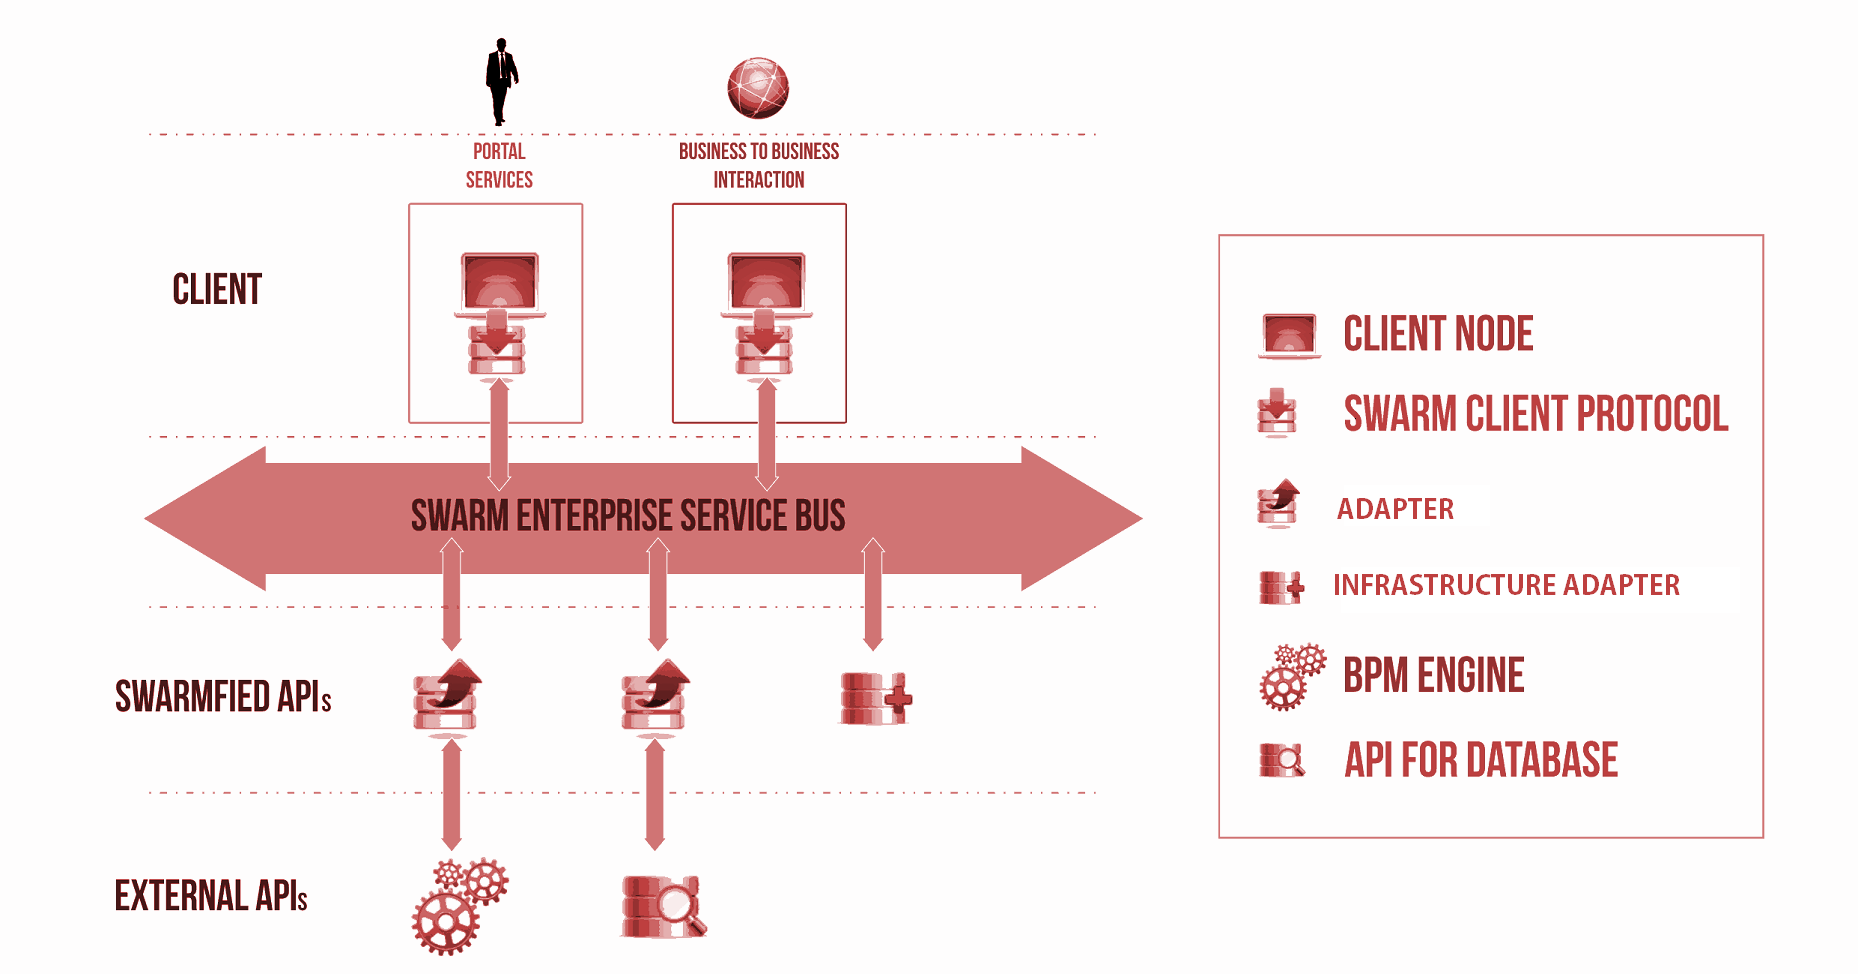 PORTAL
SERVICES
BUSINESS TO BUSINESS
INTERACTION
CLIENT
SWARM ENTERPRISE SERVICE BUS
SWARMFIED APIs
EXTERNAL APIs
CLIENT NODE
SWARM CLIENT PROTOCOL
ADAPTER
INFRASTRUCTURE ADAPTER
BPM ENGINE
API FOR DATABASE